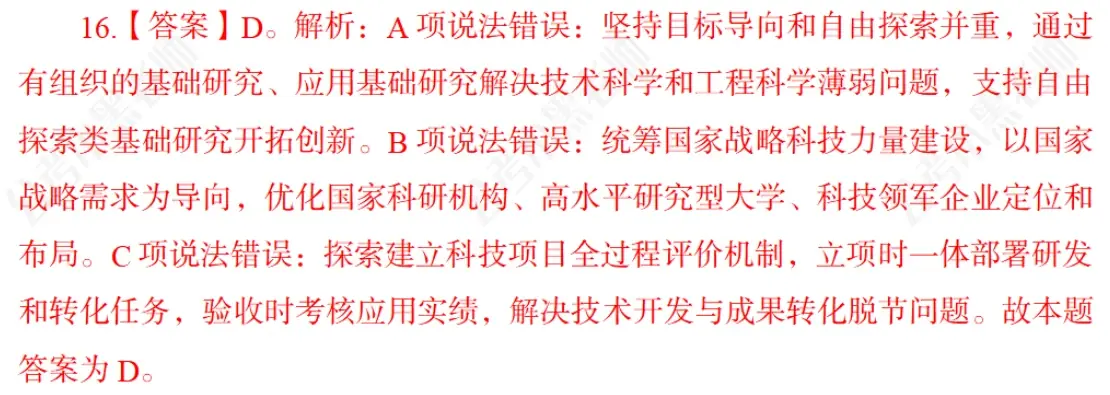 16.【答案】D。解析：A 项说法错误：坚持目标导向和自由探索并重，通过
有组织的基础研究、应用基础研究解决技术科学和工程科学薄弱问题，支持自由
探索类基础研究开拓创新。B 项说法错误：统筹国家战略科技力量建设，以国家
战略需求为导向，优化国家科研机构、高水平研究型大学、科技领军企业定位和
布局。C 项说法错误：探索建立科技项目全过程评价机制，立项时一体部署研发
和转化任务，验收时考核应用实绩，解决技术开发与成果转化脱节问题。故本题
答案为 D。